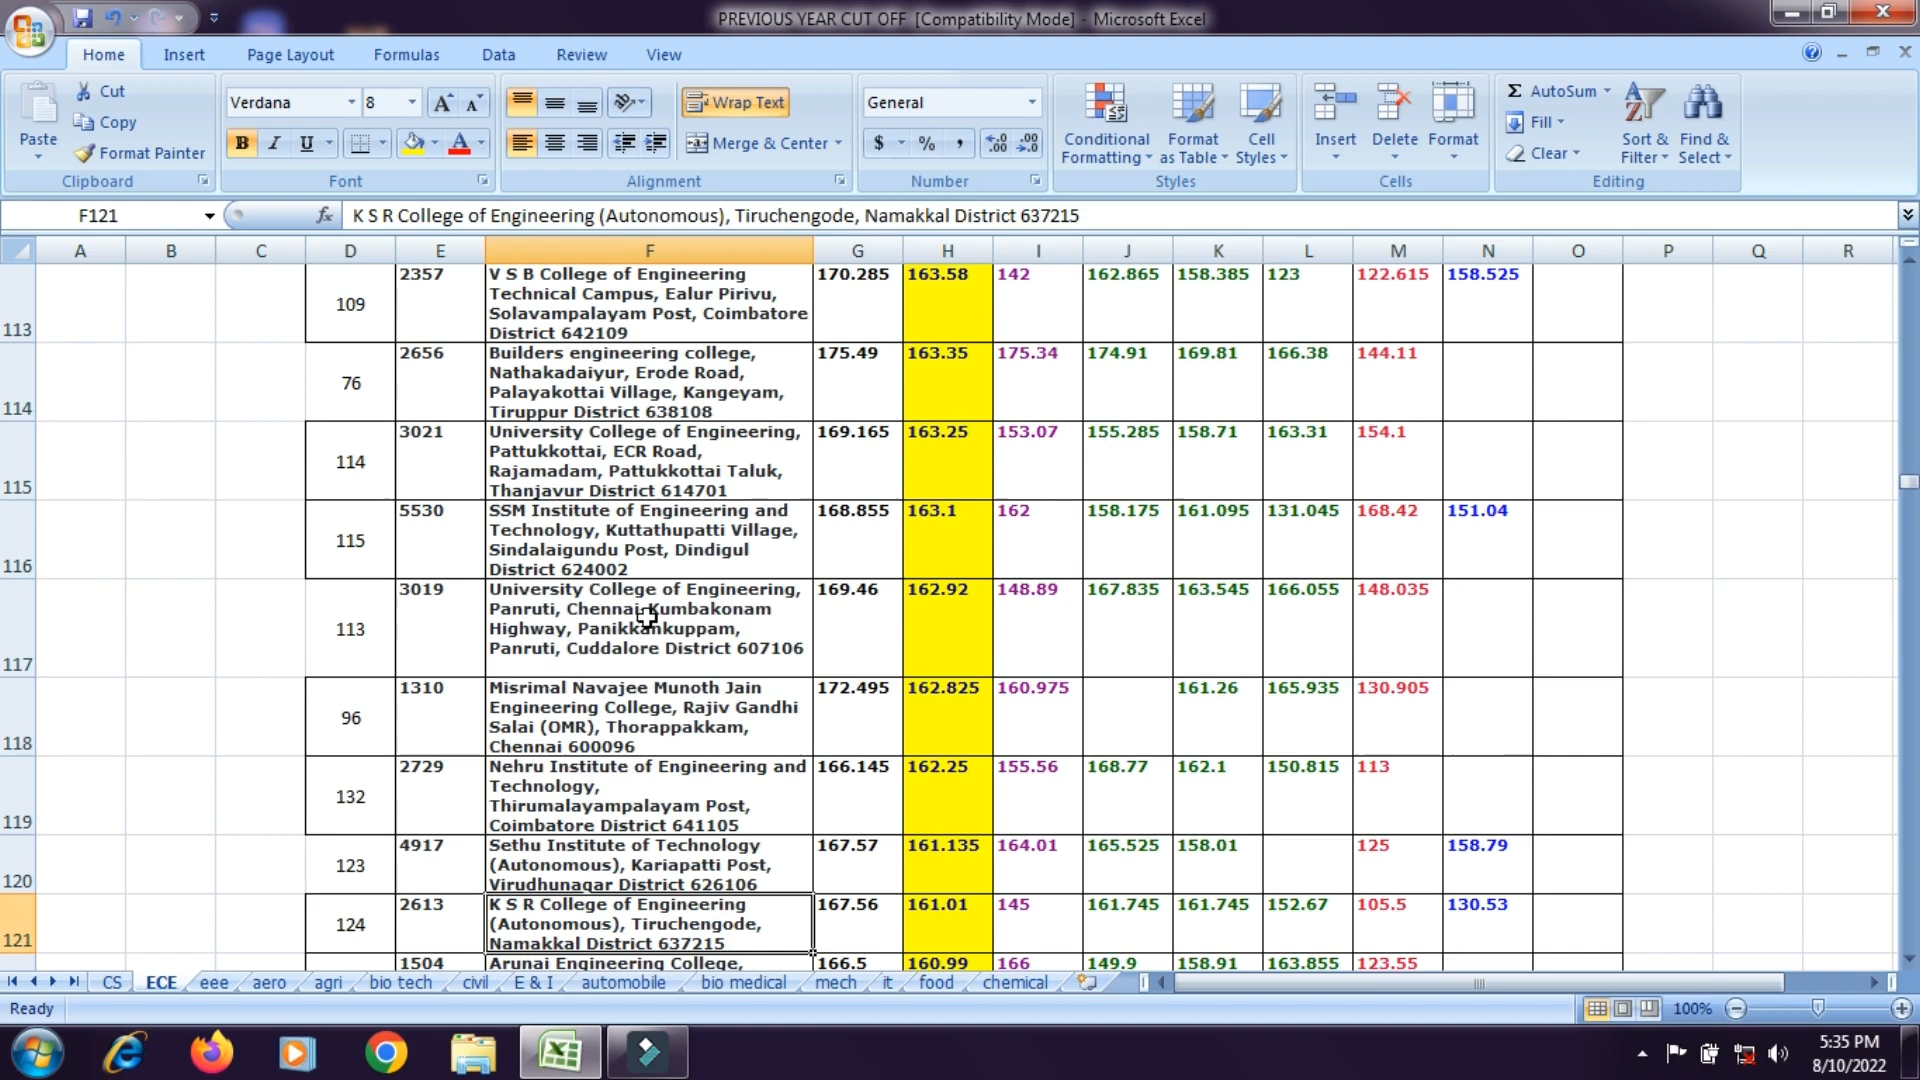 PREVIOUS YEAR CUT OFF [Compatibility Mode] - Microsoft Excel
Home Insert Page Layout Formulas Data Review View
Paste
Cut
Copy
Format Painter
Clipboard
Verdana 8
B I U
Font
Wrap Text
Merge & Center
Alignment
General
$ % ,
Number
Conditional Formatting
Format as Table
Cell Styles
Styles
Insert Delete Format
Cells
Σ AutoSum
Fill
Clear
Sort & Filter
Find & Select
Editing
F121 fx K S R College of Engineering (Autonomous), Tiruchengode, Namakkal District 637215
A B C D E F G H I J K L M N O P Q R
113 109 2357 V S B College of Engineering 170.285 163.58 142 162.865 158.385 123 122.615 158.525
Technical Campus, Ealur Pirivu,
Solavampalayam Post, Coimbatore
District 642109
114 76 2656 Builders engineering college, 175.49 163.35 175.34 174.91 169.81 166.38 144.11
Nathakadaiyur, Erode Road,
Palayakottai Village, Kangeyam,
Tiruppur District 638108
115 114 3021 University College of Engineering, 169.165 163.25 153.07 155.285 158.71 163.31 154.1
Pattukkottai, ECR Road,
Rajamadam, Pattukkottai Taluk,
Thanjavur District 614701
116 115 5530 SSM Institute of Engineering and 168.855 163.1 162 158.175 161.095 131.045 168.42 151.04
Technology, Kuttathupatti Village,
Sindalaigundu Post, Dindigul
District 624002
117 113 3019 University College of Engineering, 169.46 162.92 148.89 167.835 163.545 166.055 148.035
Panruti, Chennai Kumbakonam
Highway, Panikkankuppam,
Panruti, Cuddalore District 607106
118 96 1310 Misrimal Navajee Munoth Jain 172.495 162.825 160.975 161.26 165.935 130.905
Engineering College, Rajiv Gandhi
Salai (OMR), Thorappakkam,
Chennai 600096
119 132 2729 Nehru Institute of Engineering and 166.145 162.25 155.56 168.77 162.1 150.815 113
Technology,
Thirumalayampalayam Post,
Coimbatore District 641105
120 123 4917 Sethu Institute of Technology 167.57 161.135 164.01 165.525 158.01 125 158.79
(Autonomous), Kariapatti Post,
Virudhunagar District 626106
121 124 2613 K S R College of Engineering 167.56 161.01 145 161.745 161.745 152.67 105.5 130.53
(Autonomous), Tiruchengode,
Namakkal District 637215
1504 Arunai Engineering College, 166.5 160.99 166 149.9 158.91 163.855 123.55
CS ECE eee aero agri bio tech civil E & I automobile bio medical mech it food chemical
Ready 100%
5:35 PM
8/10/2022